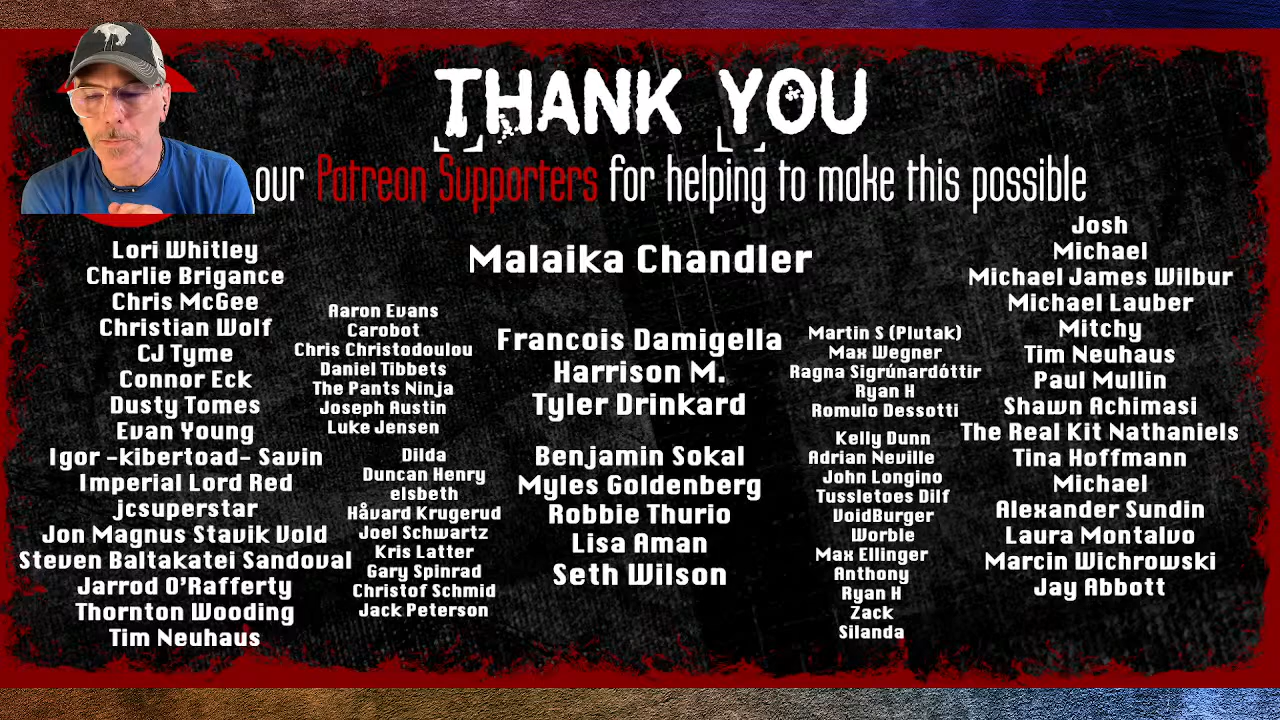 THANK YOU
our Patreon Supporters for helping to make this possible
Lori Whitley
Charlie Brigance
Chris McGee
Christian Wolf
CJ Tyme
Connor Eck
Dusty Tomes
Evan Young
Igor -kibertoad- Savin
Imperial Lord Red
jcsuperstar
Jon Magnus Stavik Vold
Steven Baltakatei Sandoval
Jarrod O'Rafferty
Thornton Wooding
Tim Neuhaus
Aaron Evans
Carobot
Chris Christodoulou
Daniel Tibbets
The Pants Ninja
Joseph Austin
Luke Jensen
Dilda
Duncan Henry
elsbeth
Håvard Krugerud
Joel Schwartz
Kris Latter
Gary Spinrad
Christof Schmid
Jack Peterson
Malaika Chandler
Francois Damigella
Harrison M.
Tyler Drinkard
Benjamin Sokal
Myles Goldenberg
Robbie Thurio
Lisa Aman
Seth Wilson
Martin S (Plutak)
Max Wegner
Ragna Sigrúnardóttir
Ryan H
Romulo Dessotti
Kelly Dunn
Adrian Neville
John Longino
Tussletoes Dilf
VoidBurger
Worble
Max Ellinger
Anthony
Ryan H
Zack
Silanda
Josh
Michael
Michael James Wilbur
Michael Lauber
Mitchy
Tim Neuhaus
Paul Mullin
Shawn Achimasi
The Real Kit Nathaniels
Tina Hoffmann
Michael
Alexander Sundin
Laura Montalvo
Marcin Wichrowski
Jay Abbott